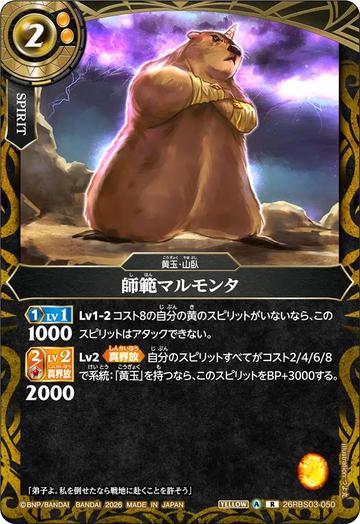 2
SPIRIT
黄玉・山臥
師範マルモンタ
1 LV1 1000
Lv1-2 コスト8の自分の黄のスピリットがいないなら、この
スピリットはアタックできない。
2 LV2 真界放 2000
Lv2 真界放 自分のスピリットすべてがコスト2/4/6/8
で系統:「黄玉」を持つなら、このスピリットをBP+3000する。
「弟子よ。私を倒せたなら戦地に赴くことを許そう」
©BNP/BANDAI ©BANDAI 2026 MADE IN JAPAN
YELLOW A R 26RBS03-050